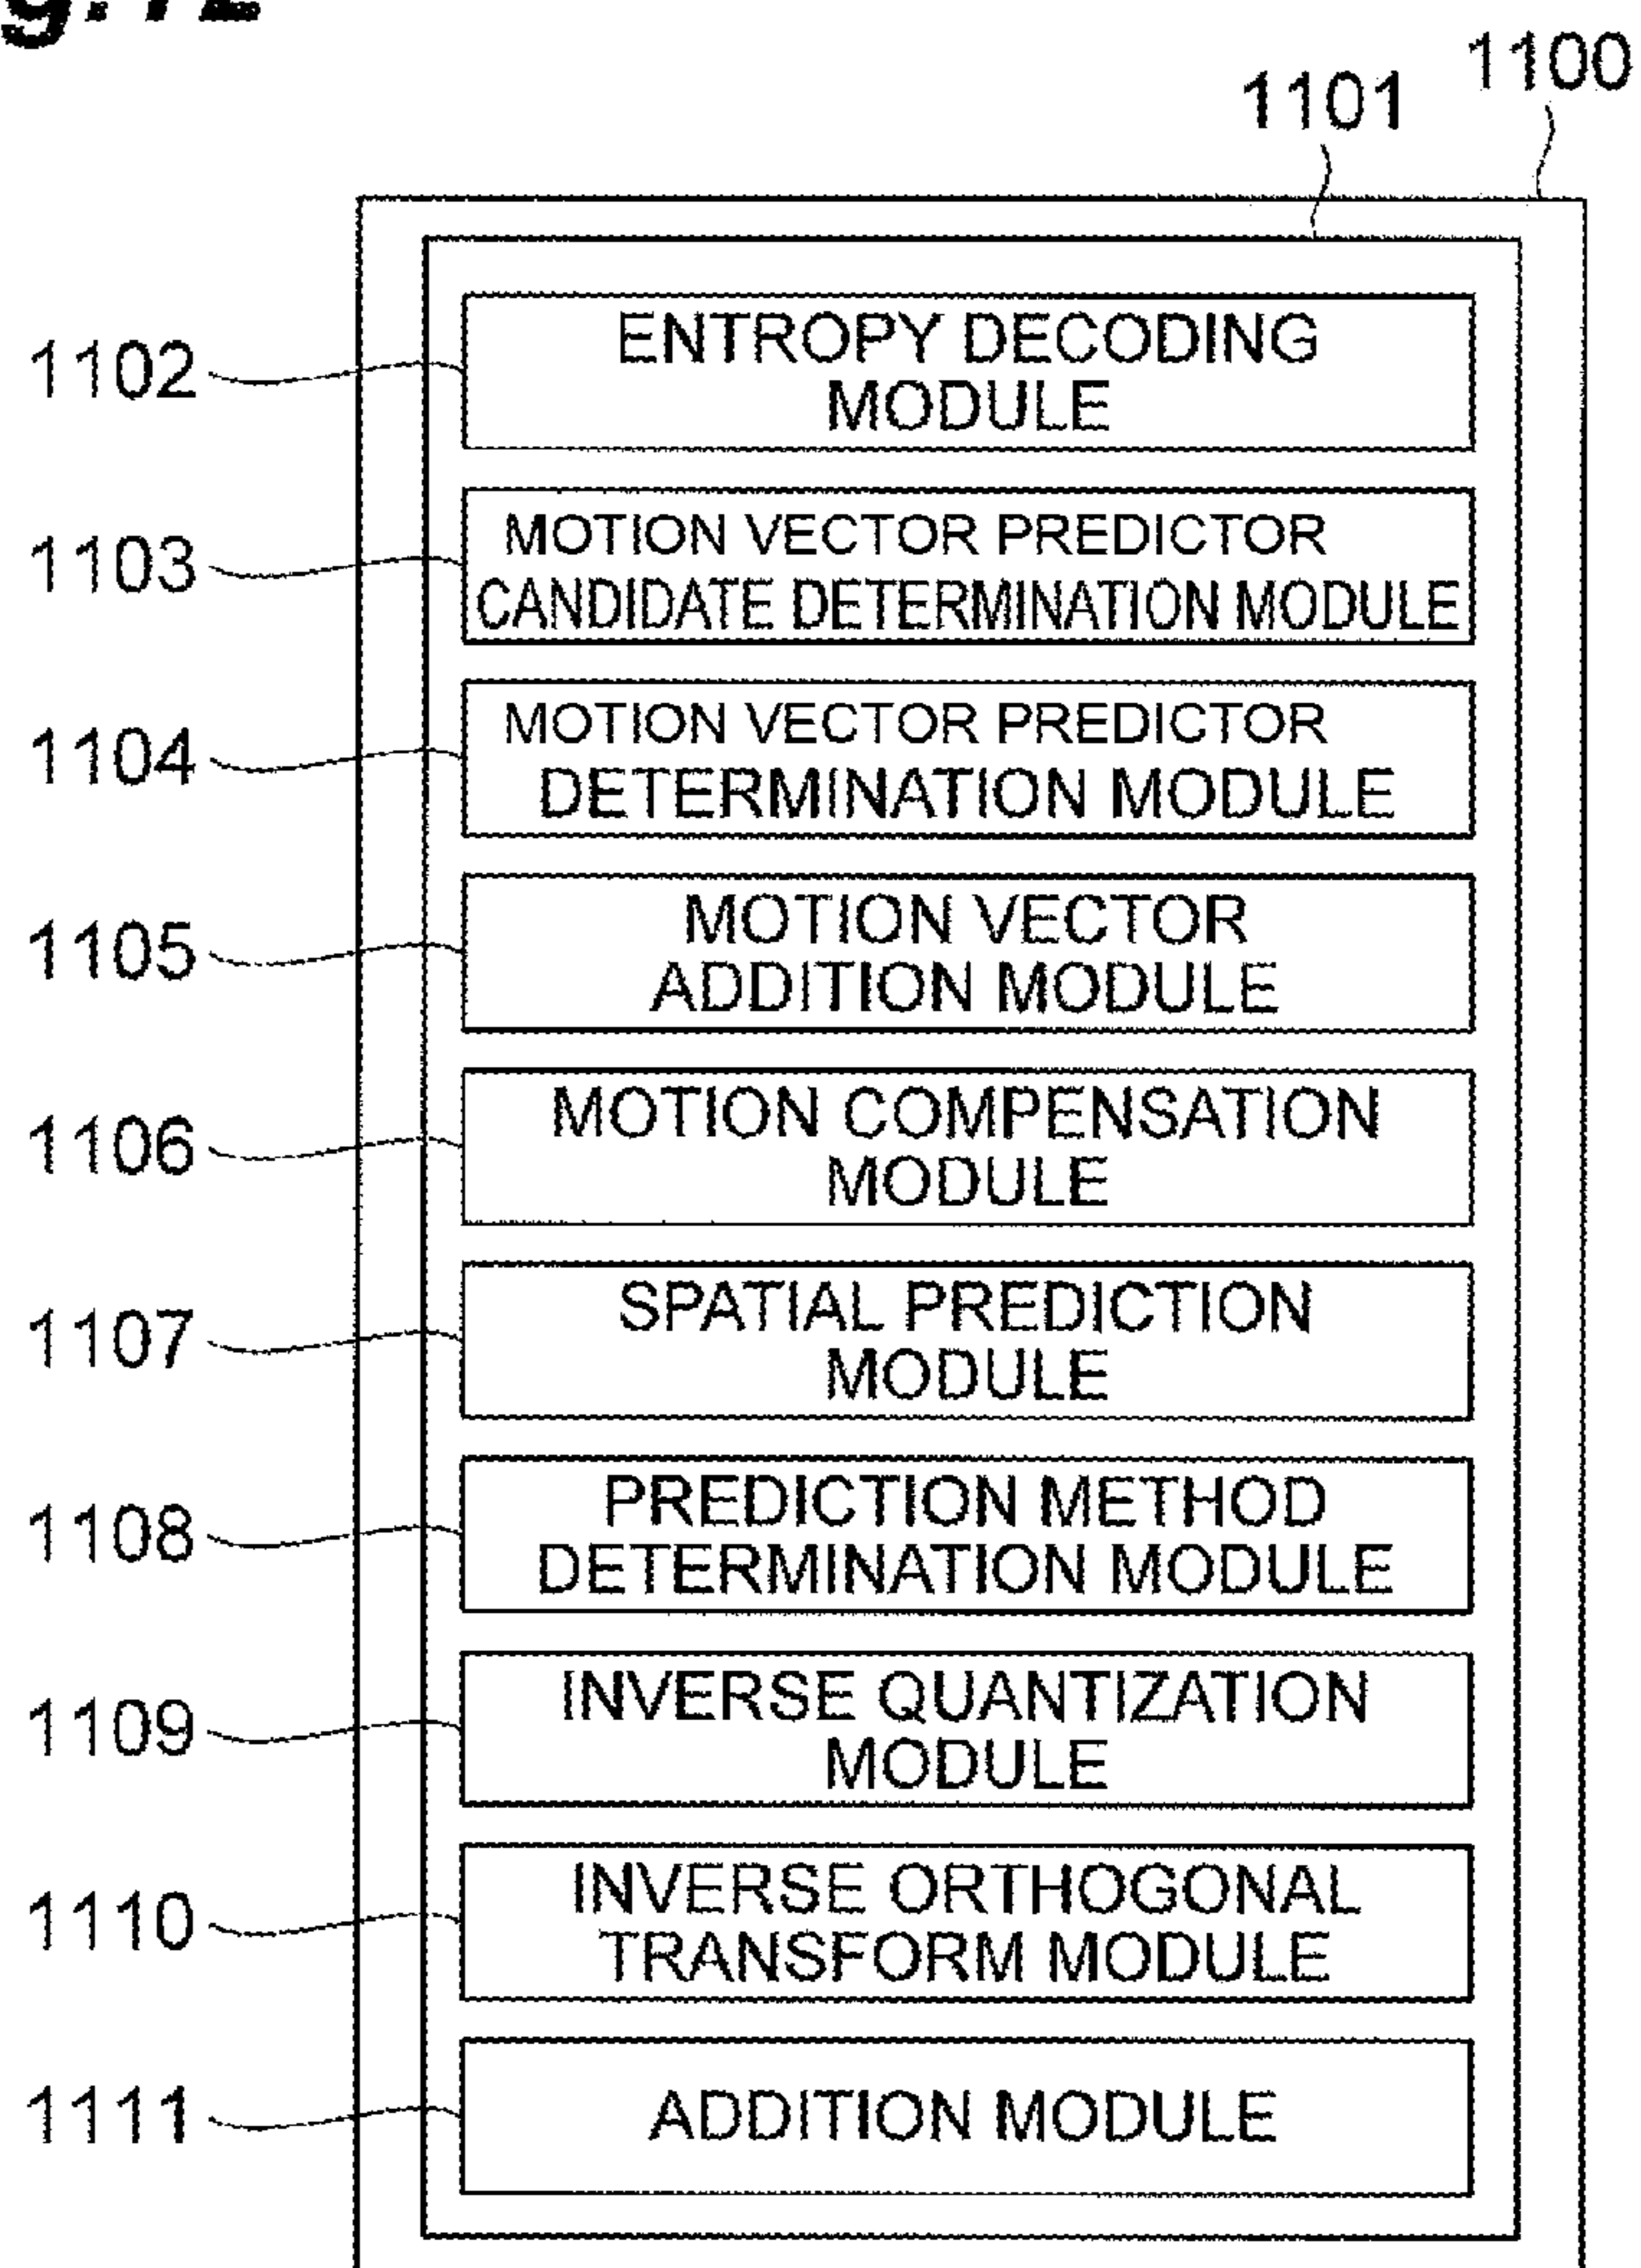 1100
1101
1102
ENTROPY DECODING
MODULE
1103
MOTION VECTOR PREDICTOR
CANDIDATE DETERMINATION MODULE
1104
MOTION VECTOR PREDICTOR
DETERMINATION MODULE
1105
MOTION VECTOR
ADDITION MODULE
1106
MOTION COMPENSATION
MODULE
1107
SPATIAL PREDICTION
MODULE
1108
PREDICTION METHOD
DETERMINATION MODULE
1109
INVERSE QUANTIZATION
MODULE
1110
INVERSE ORTHOGONAL
TRANSFORM MODULE
1111
ADDITION MODULE